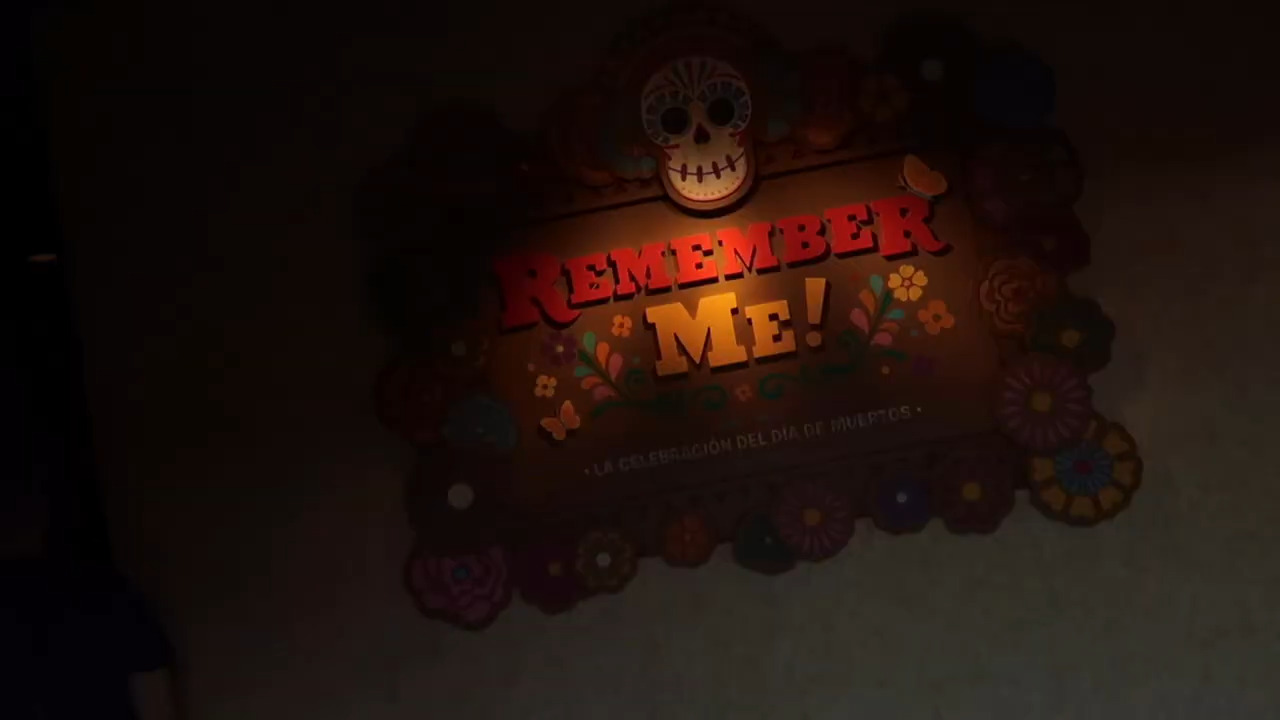 REMEMBER
ME!
• LA CELEBRACIÓN DEL DÍA DE MUERTOS •